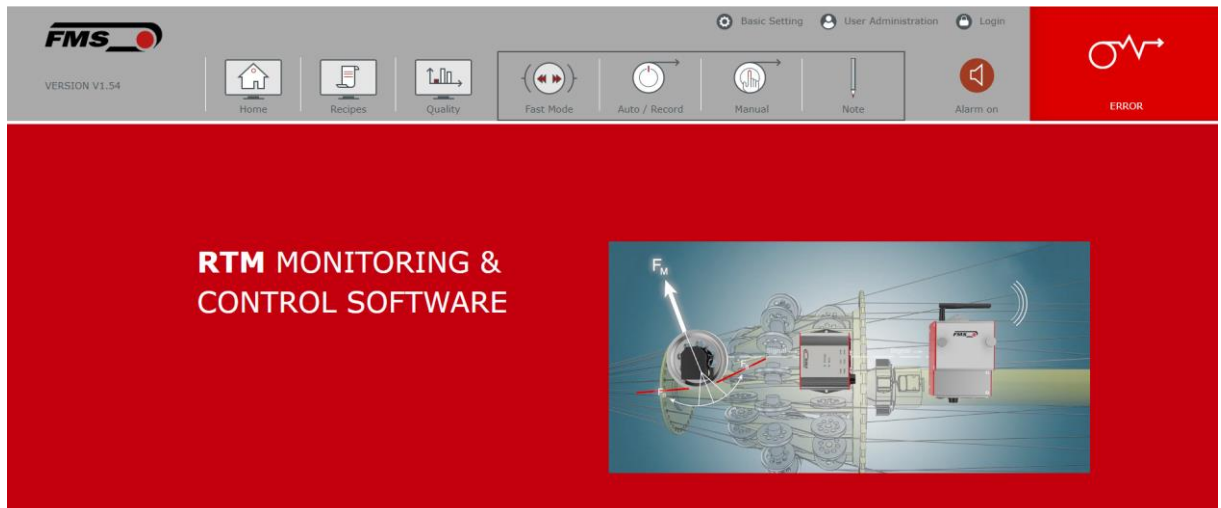 FMS
Basic Setting
User Administration
Login
VERSION V1.54
Home
Recipes
Quality
Fast Mode
Auto / Record
Manual
Note
Alarm on
ERROR
RTM MONITORING &
CONTROL SOFTWARE
FM
FMS